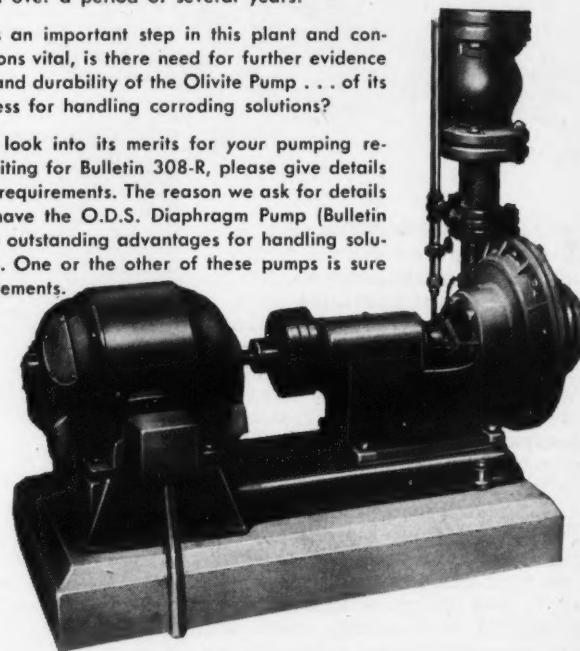 over a period of several years.
s an important step in this plant and con-
ons vital, is there need for further evidence
and durability of the Olivite Pump . . . of its
ess for handling corroding solutions?
look into its merits for your pumping re-
iting for Bulletin 308-R, please give details
requirements. The reason we ask for details
have the O.D.S. Diaphragm Pump (Bulletin
outstanding advantages for handling solu-
. One or the other of these pumps is sure
ements.